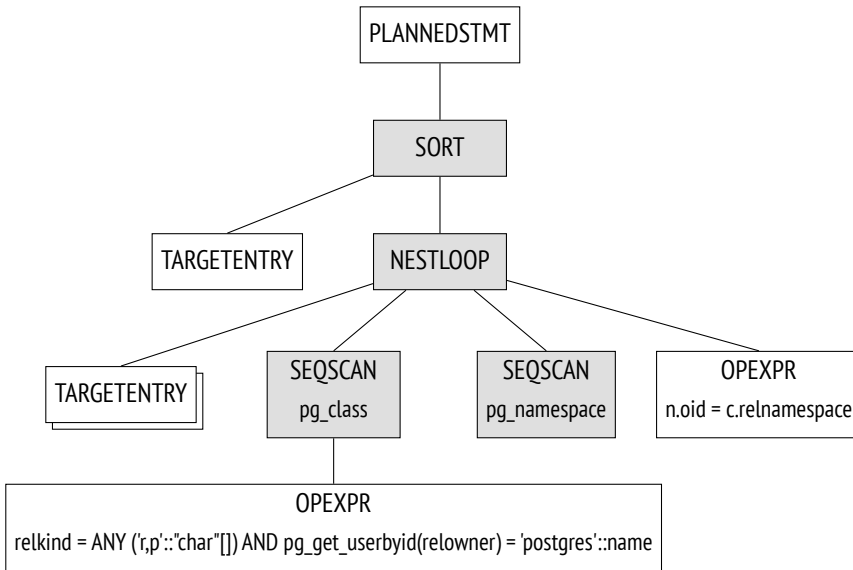 PLANNEDSTMT
SORT
TARGETENTRY
NESTLOOP
TARGETENTRY
SEQSCAN
pg_class
SEQSCAN
pg_namespace
OPEXPR
n.oid = c.relnamespace
OPEXPR
relkind = ANY ('r,p'::"char"[]) AND pg_get_userbyid(relowner) = 'postgres'::name